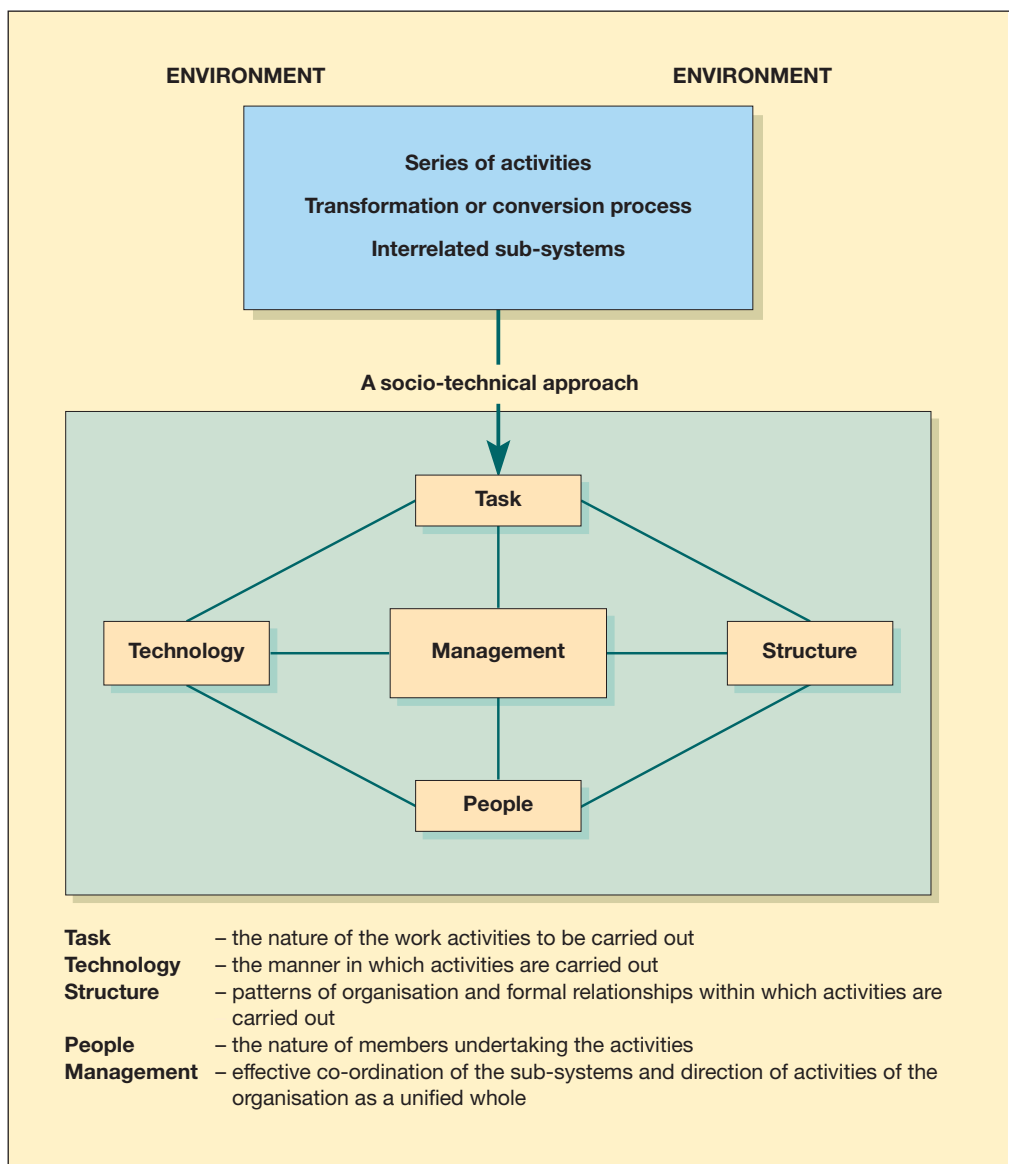 ENVIRONMENT ENVIRONMENT
Series of activities
Transformation or conversion process
Interrelated sub-systems
A socio-technical approach
Task
Technology Management Structure
People
Task – the nature of the work activities to be carried out
Technology – the manner in which activities are carried out
Structure – patterns of organisation and formal relationships within which activities are
carried out
People – the nature of members undertaking the activities
Management – effective co-ordination of the sub-systems and direction of activities of the
organisation as a unified whole